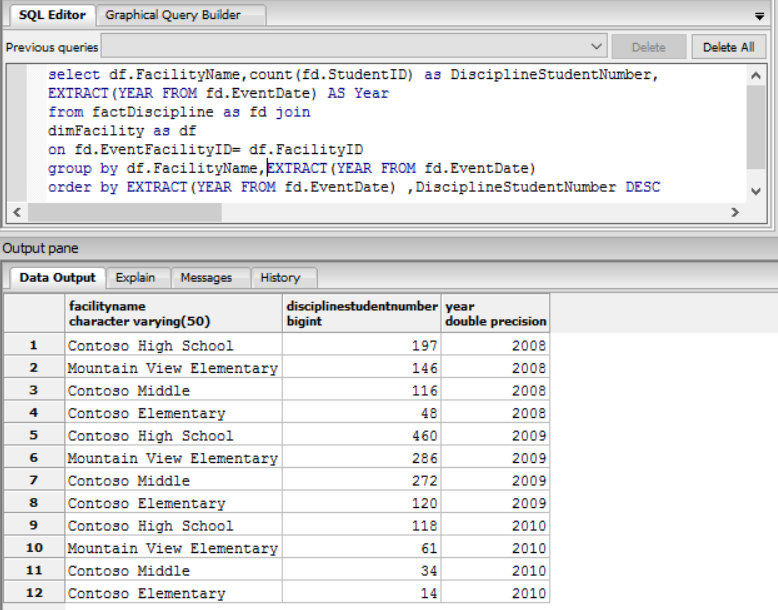 SQL Editor Graphical Query Builder
Previous queries Delete Delete All
select df.FacilityName,count(fd.StudentID) as DisciplineStudentNumber,
EXTRACT(YEAR FROM fd.EventDate) AS Year
from factDiscipline as fd join
dimFacility as df
on fd.EventFacilityID= df.FacilityID
group by df.FacilityName,EXTRACT(YEAR FROM fd.EventDate)
order by EXTRACT(YEAR FROM fd.EventDate) ,DisciplineStudentNumber DESC
Output pane
Data Output Explain Messages History
facilityname disciplinestudentnumber year
character varying(50) bigint double precision
1 Contoso High School 197 2008
2 Mountain View Elementary 146 2008
3 Contoso Middle 116 2008
4 Contoso Elementary 48 2008
5 Contoso High School 460 2009
6 Mountain View Elementary 286 2009
7 Contoso Middle 272 2009
8 Contoso Elementary 120 2009
9 Contoso High School 118 2010
10 Mountain View Elementary 61 2010
11 Contoso Middle 34 2010
12 Contoso Elementary 14 2010